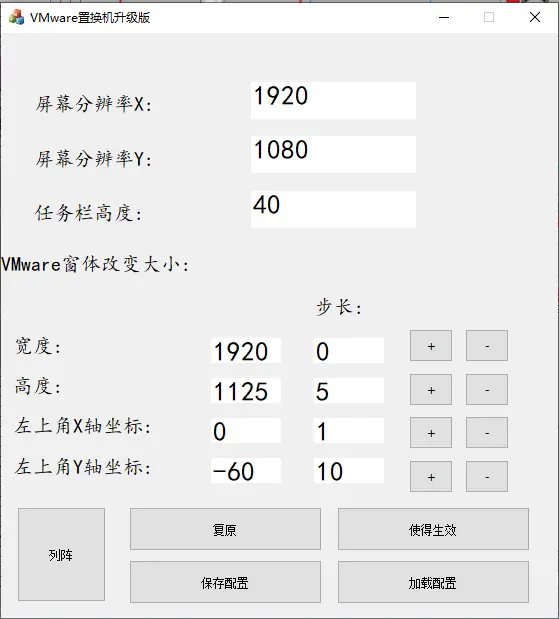 VMware置换机升级版
屏幕分辨率X: 1920
屏幕分辨率Y: 1080
任务栏高度: 40
VMware窗体改变大小:
步长:
宽度: 1920 0 + -
高度: 1125 5 + -
左上角X轴坐标: 0 1 + -
左上角Y轴坐标: -60 10 + -
列阵
复原 使得生效
保存配置 加载配置